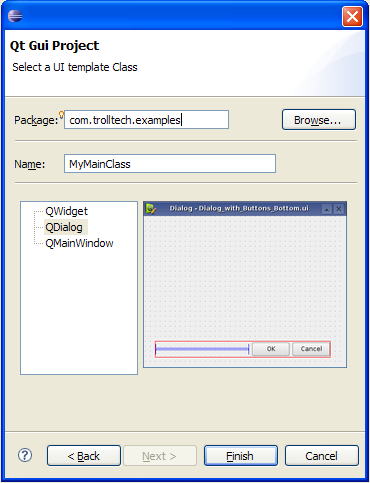 Qt Gui Project
Select a UI template Class
Package: com.trolltech.examples Browse...
Name: MyMainClass
QWidget
QDialog
QMainWindow
Dialog - Dialog_with_Buttons_Bottom.ui
OK Cancel
? < Back Next > Finish Cancel